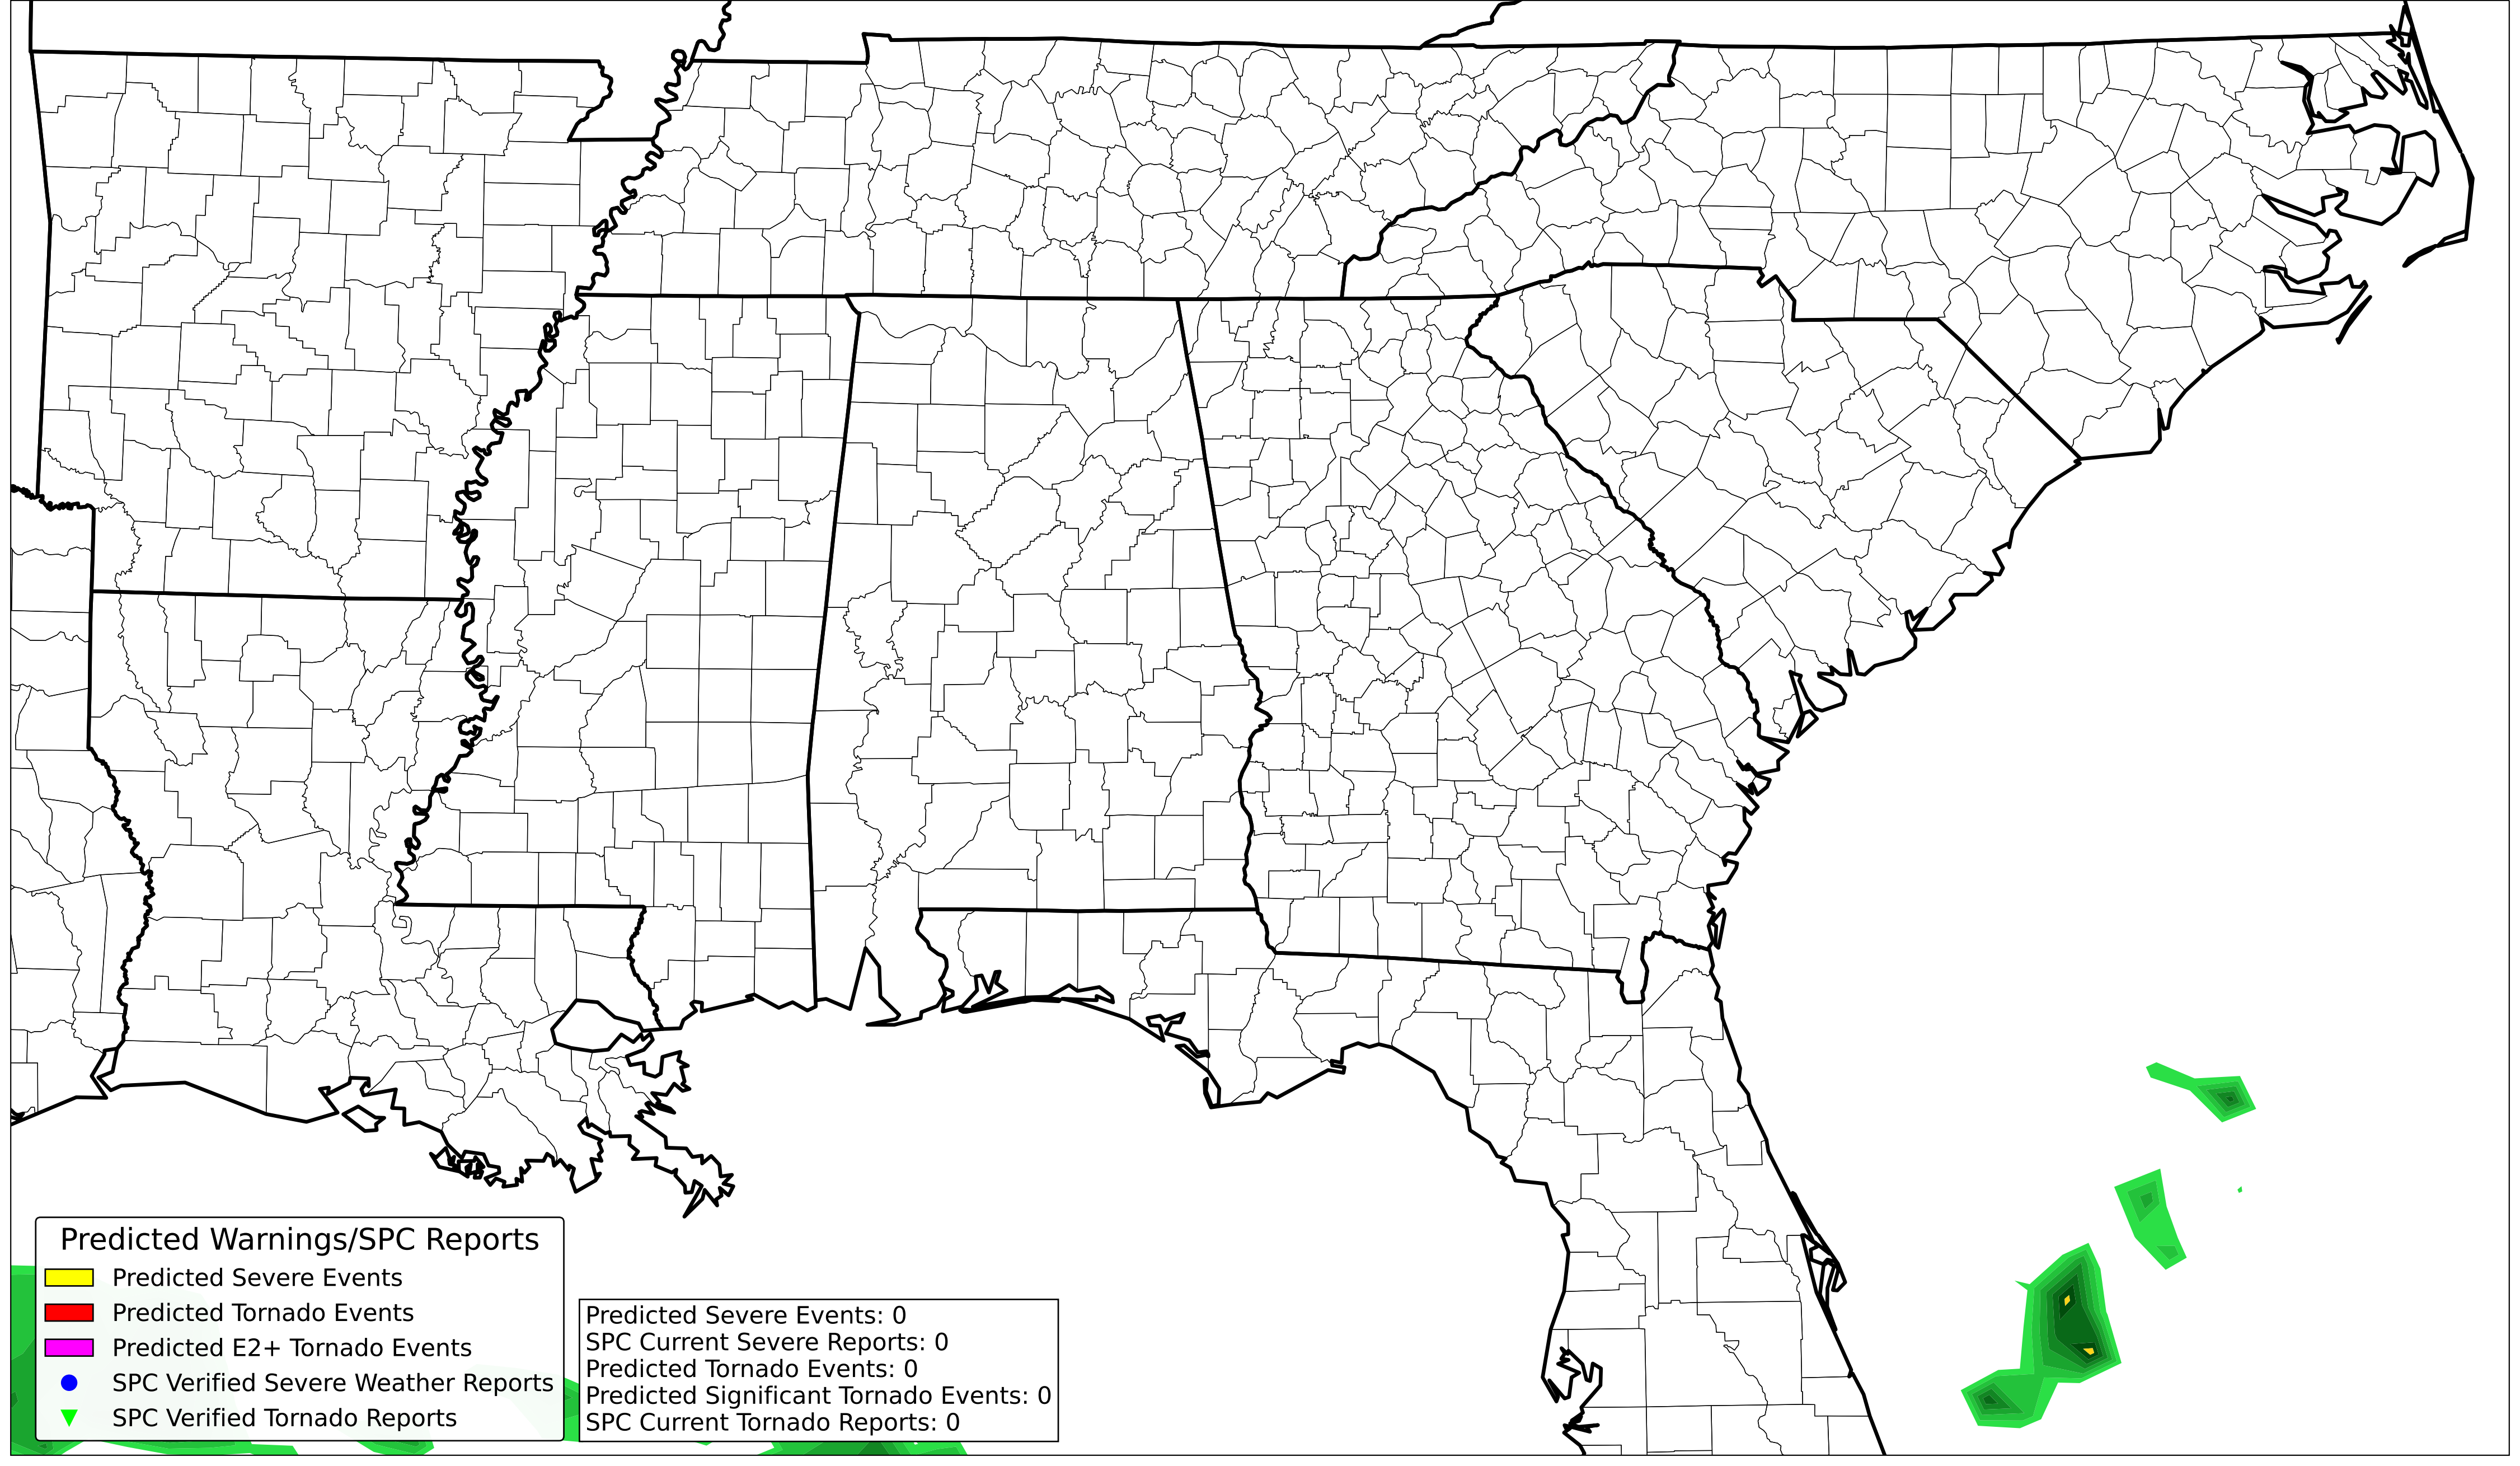 Predicted Warnings/SPC Reports
Predicted Severe Events
Predicted Tornado Events
Predicted E2+ Tornado Events
SPC Verified Severe Weather Reports
SPC Verified Tornado Reports
Predicted Severe Events: 0
SPC Current Severe Reports: 0
Predicted Tornado Events: 0
Predicted Significant Tornado Events: 0
SPC Current Tornado Reports: 0